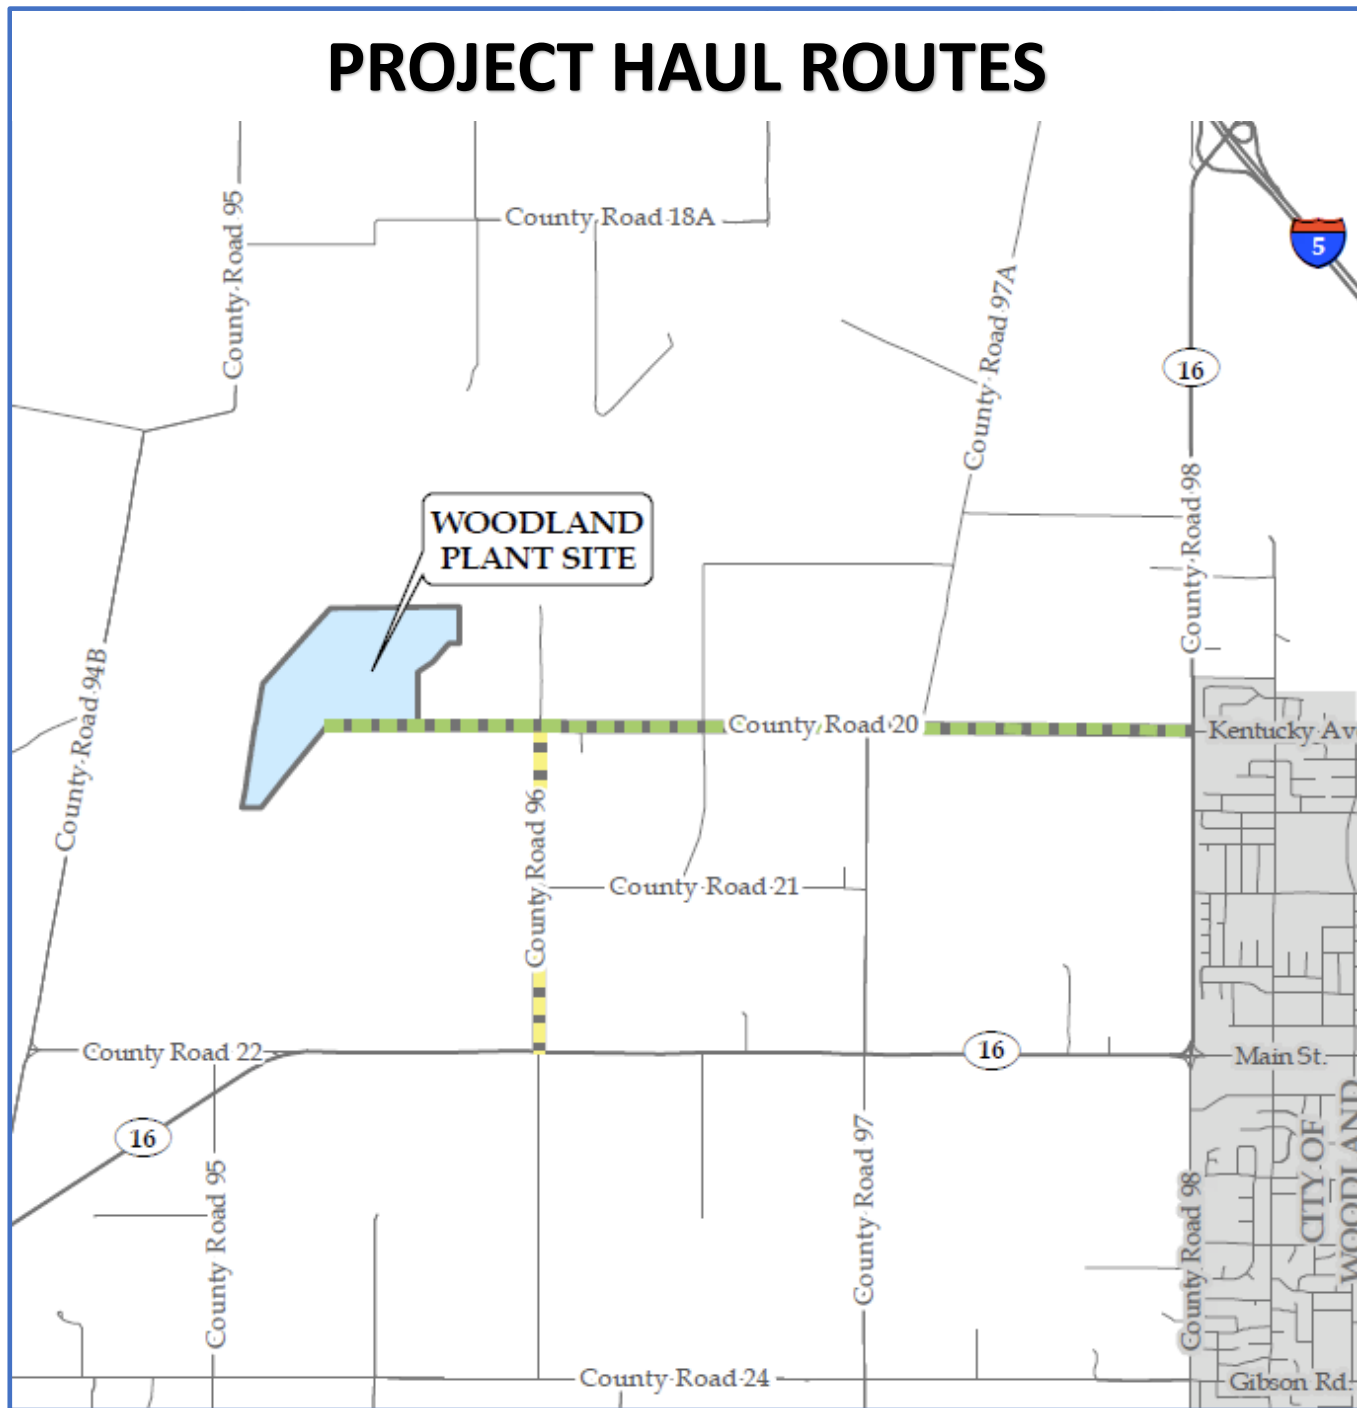 PROJECT HAUL ROUTES
County Road 95
County Road 18A
County Road 97A
5
16
County Road 98
WOODLAND
PLANT SITE
County Road 94B
County Road 20
Kentucky Av
County Road 96
County Road 21
County Road 22
16
Main St.
16
County Road 95
County Road 97
County Road 98
CITY OF
WOODLAND
County Road 24
Gibson Rd.